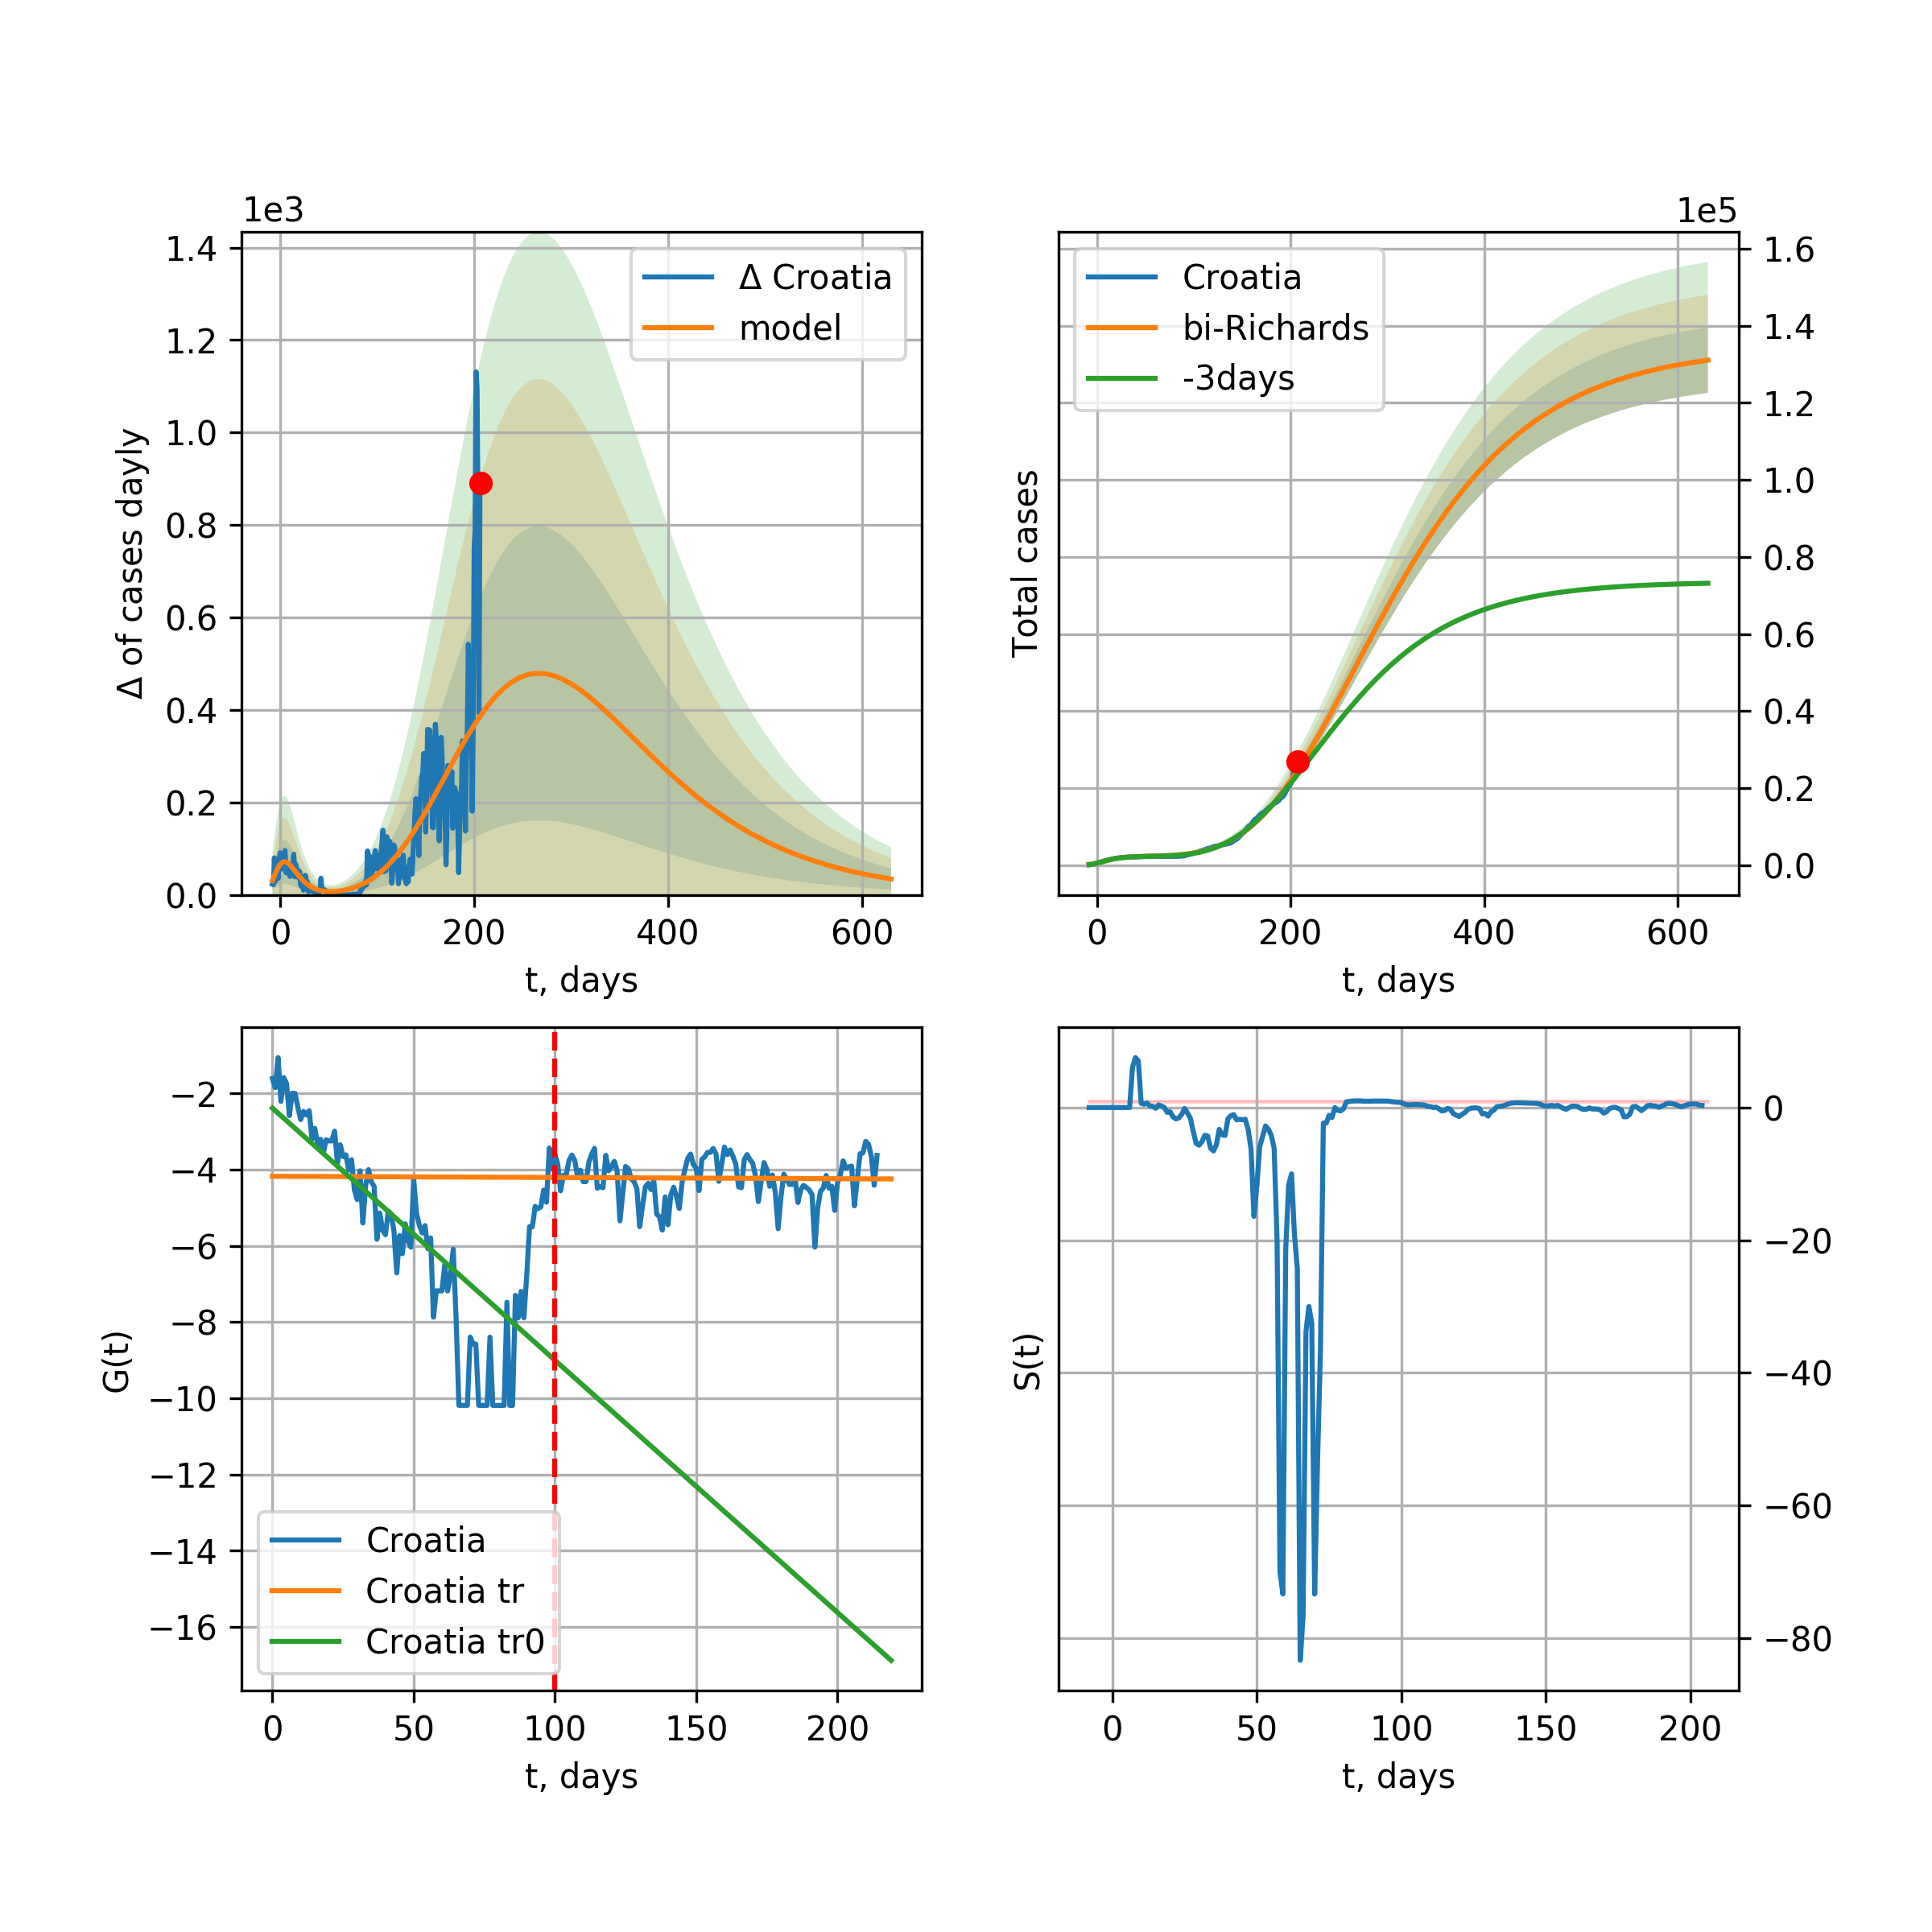 1e3
1.4
1.2
1.0
0.8
0.6
0.4
0.2
0.0
Δ of cases dayly
0 200 400 600
t, days
Δ Croatia
model
1e5
1.6
1.4
1.2
1.0
0.8
0.6
0.4
0.2
0.0
Total cases
0 200 400 600
t, days
Croatia
bi-Richards
-3days
−2
−4
−6
−8
−10
−12
−14
−16
G(t)
0 50 100 150 200
t, days
Croatia
Croatia tr
Croatia tr0
0
−20
−40
−60
−80
S(t)
0 50 100 150 200
t, days